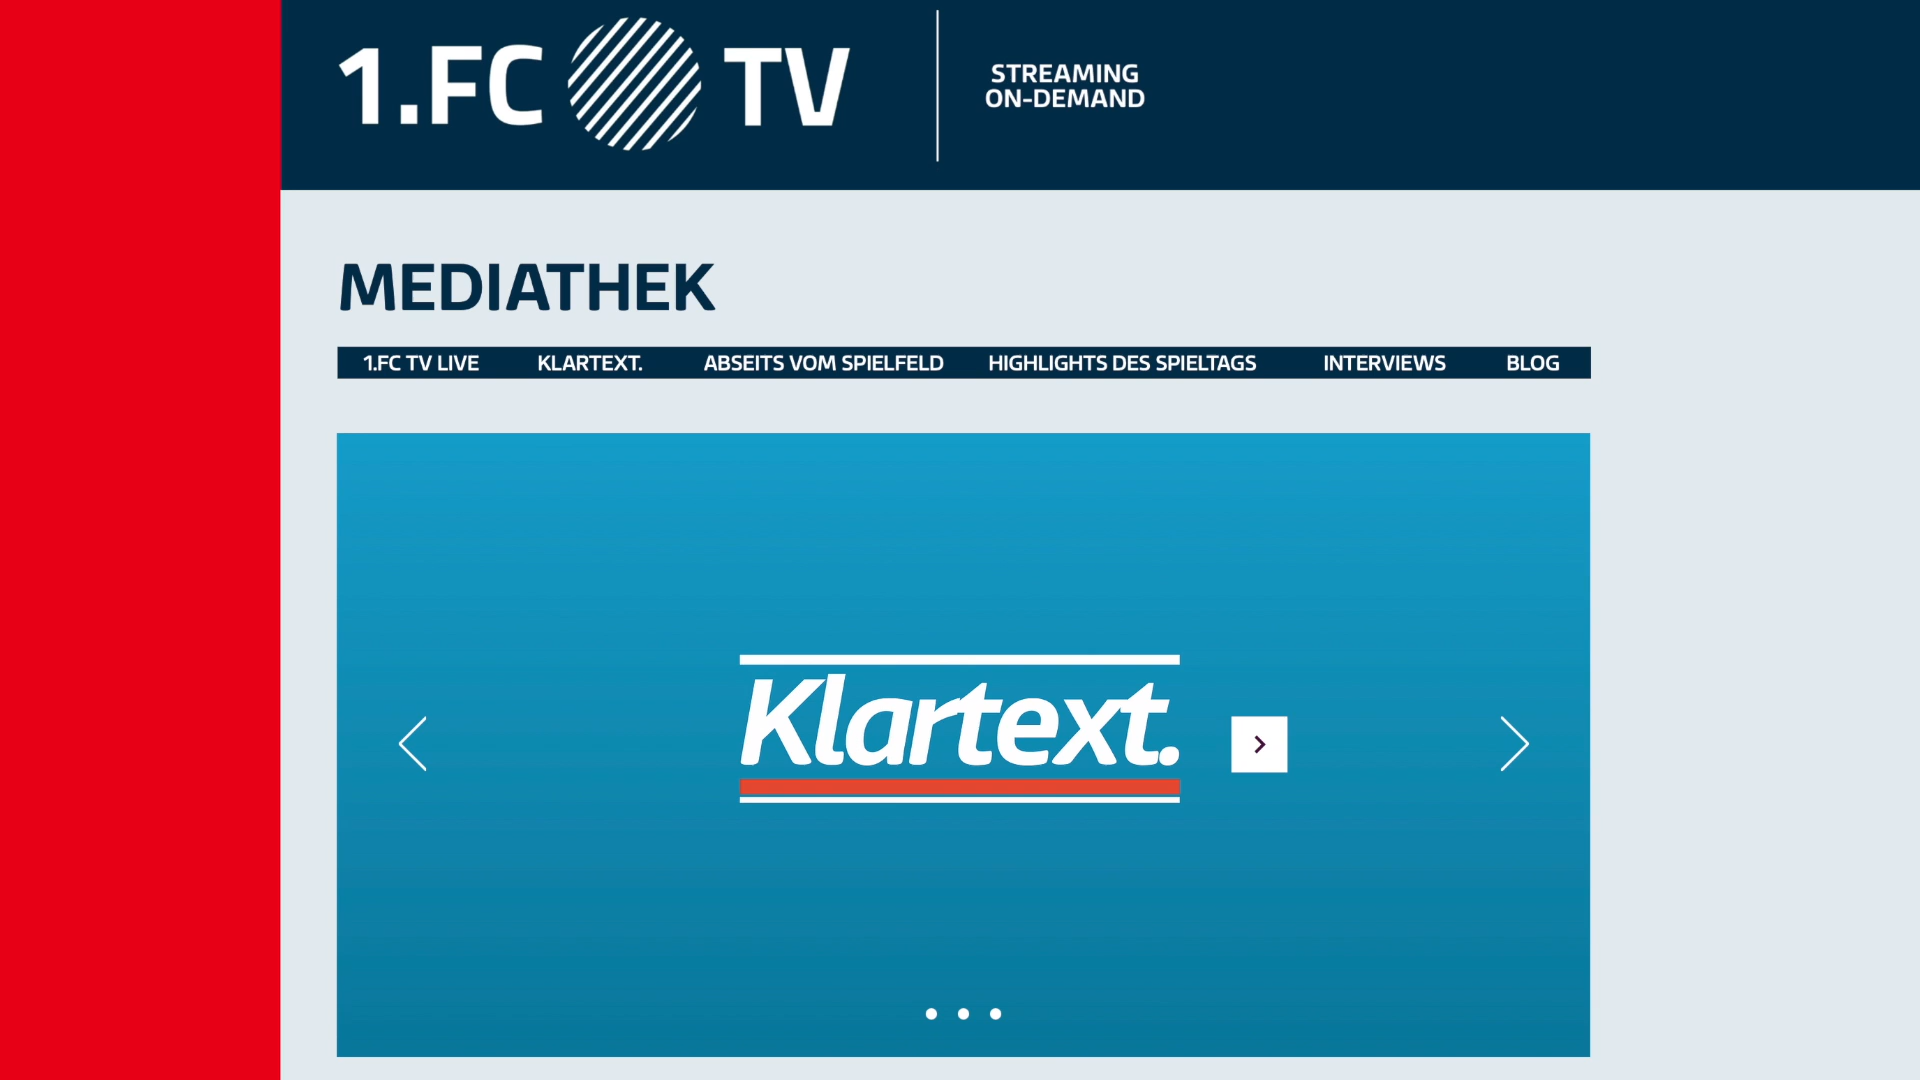 1.FC TV
STREAMING
ON-DEMAND
MEDIATHEK
1.FC TV LIVE KLARTEXT. ABSEITS VOM SPIELFELD HIGHLIGHTS DES SPIELTAGS INTERVIEWS BLOG
Klartext.